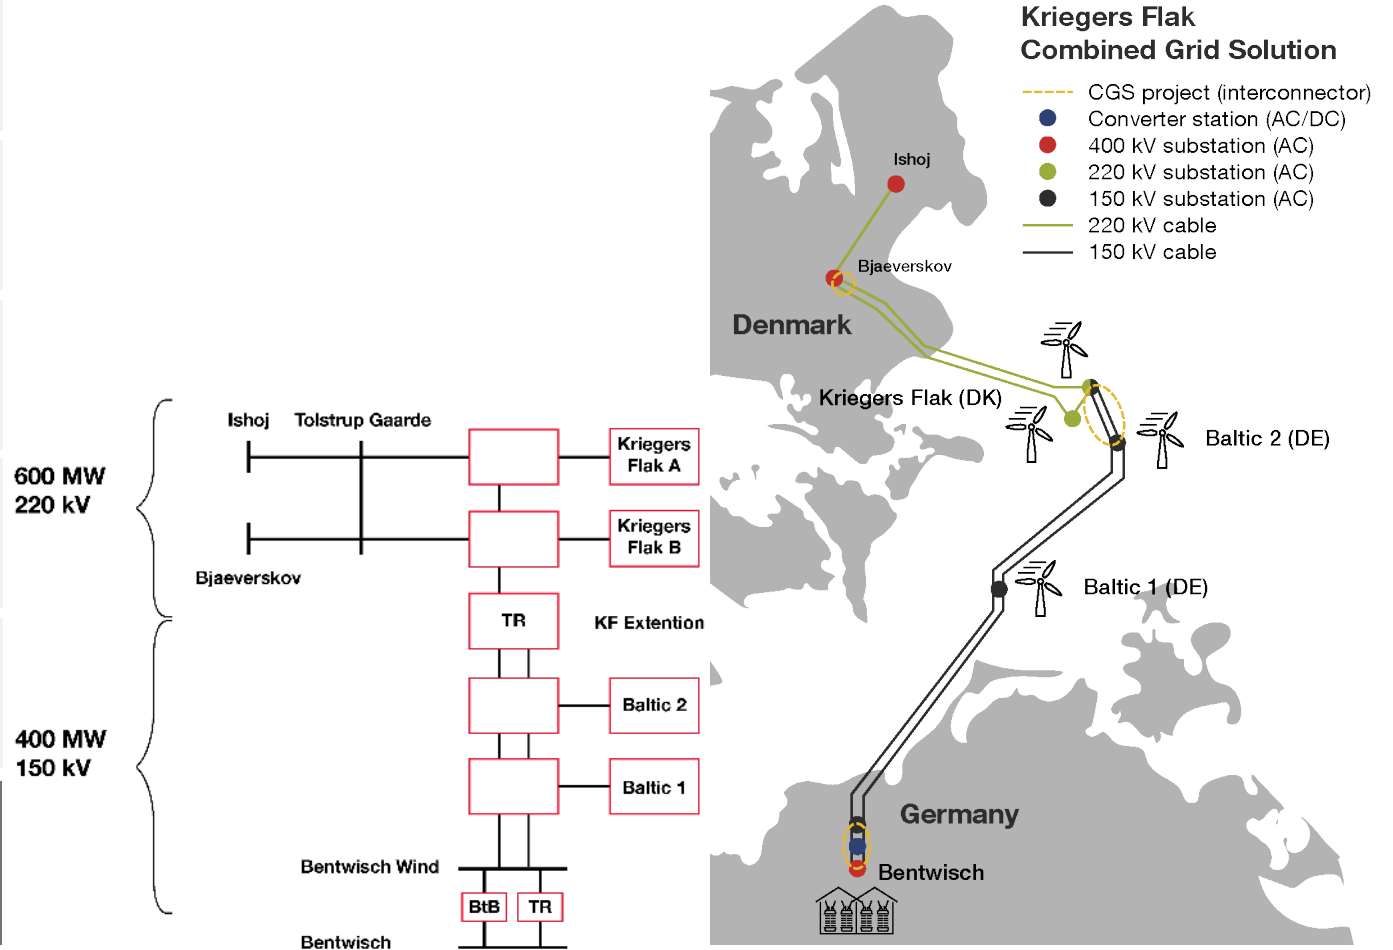 Kriegers Flak
Combined Grid Solution
CGS project (interconnector)
Converter station (AC/DC)
400 kV substation (AC)
220 kV substation (AC)
150 kV substation (AC)
220 kV cable
150 kV cable
Ishoj
Bjaeverskov
Denmark
Kriegers Flak (DK)
Baltic 2 (DE)
Baltic 1 (DE)
Germany
Bentwisch
600 MW
220 kV
Ishoj
Tolstrup Gaarde
Kriegers
Flak A
Kriegers
Flak B
Bjaeverskov
TR
KF Extention
400 MW
150 kV
Baltic 2
Baltic 1
Bentwisch Wind
BtB
TR
Bentwisch